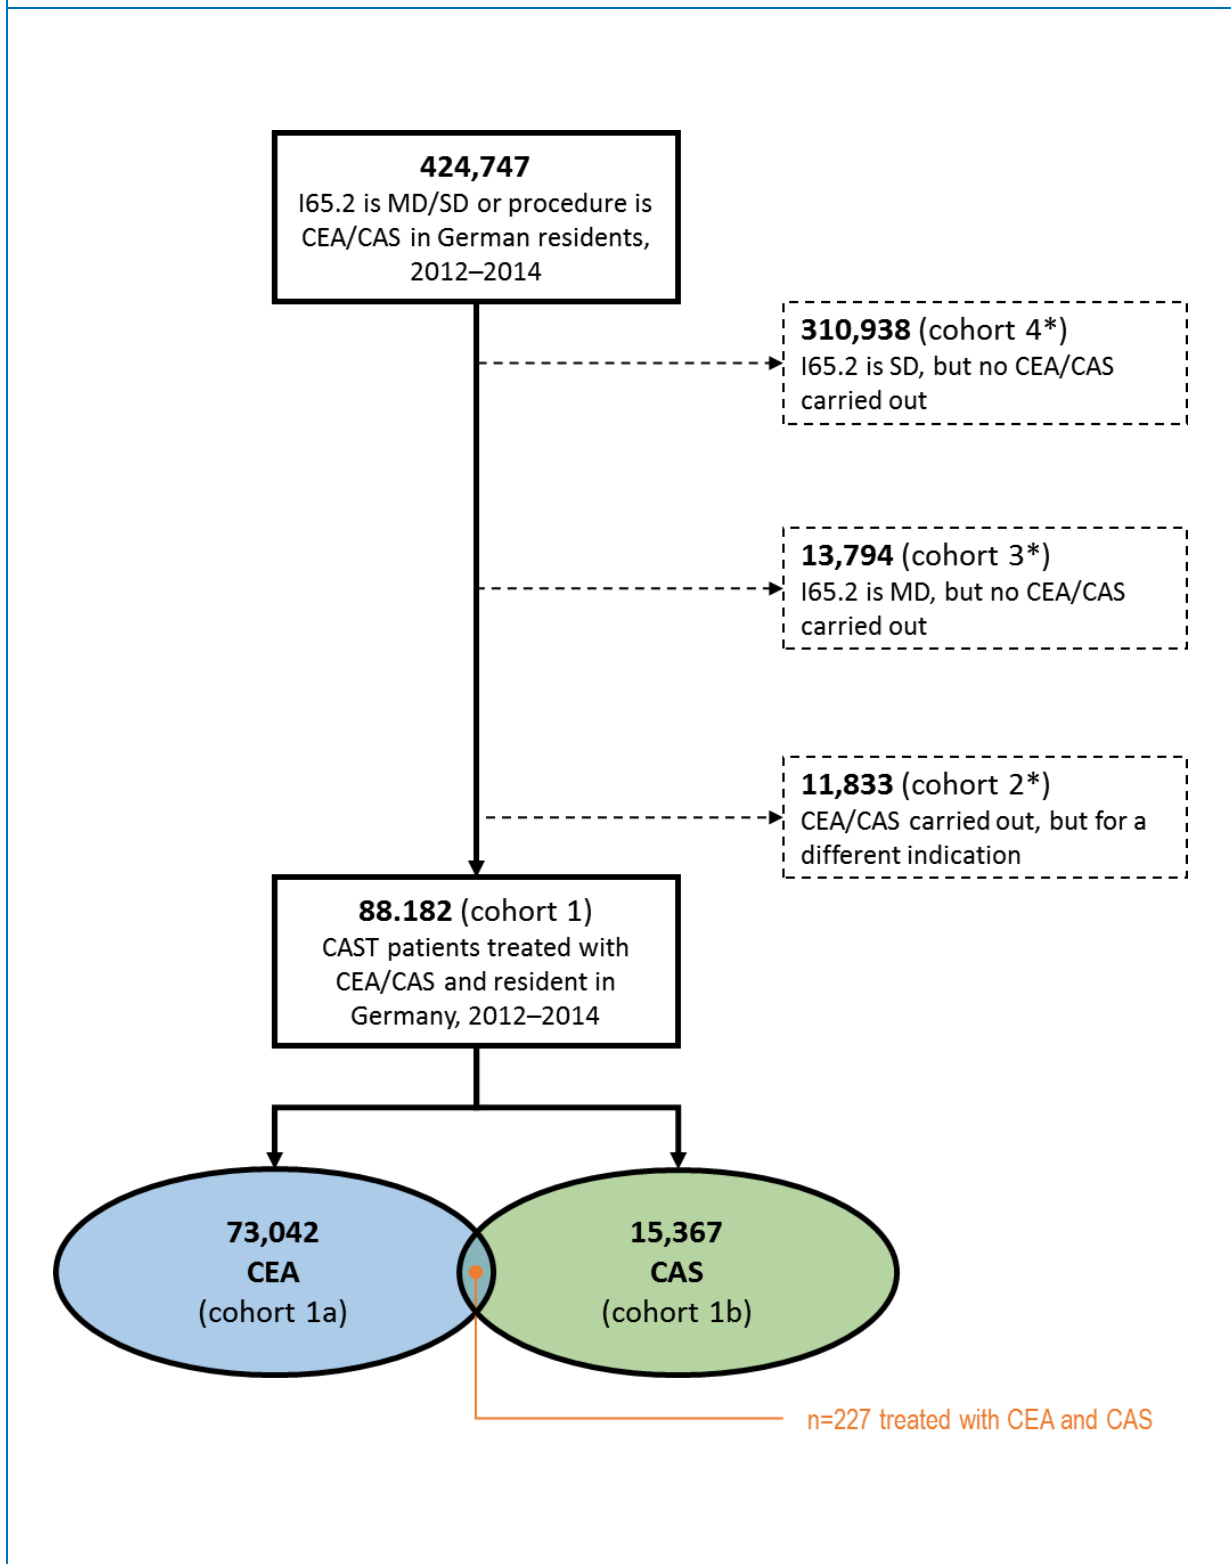 424,747
I65.2 is MD/SD or procedure is
CEA/CAS in German residents,
2012–2014
310,938 (cohort 4*)
I65.2 is SD, but no CEA/CAS
carried out
13,794 (cohort 3*)
I65.2 is MD, but no CEA/CAS
carried out
11,833 (cohort 2*)
CEA/CAS carried out, but for a
different indication
88.182 (cohort 1)
CAST patients treated with
CEA/CAS and resident in
Germany, 2012–2014
73,042
CEA
(cohort 1a)
15,367
CAS
(cohort 1b)
n=227 treated with CEA and CAS